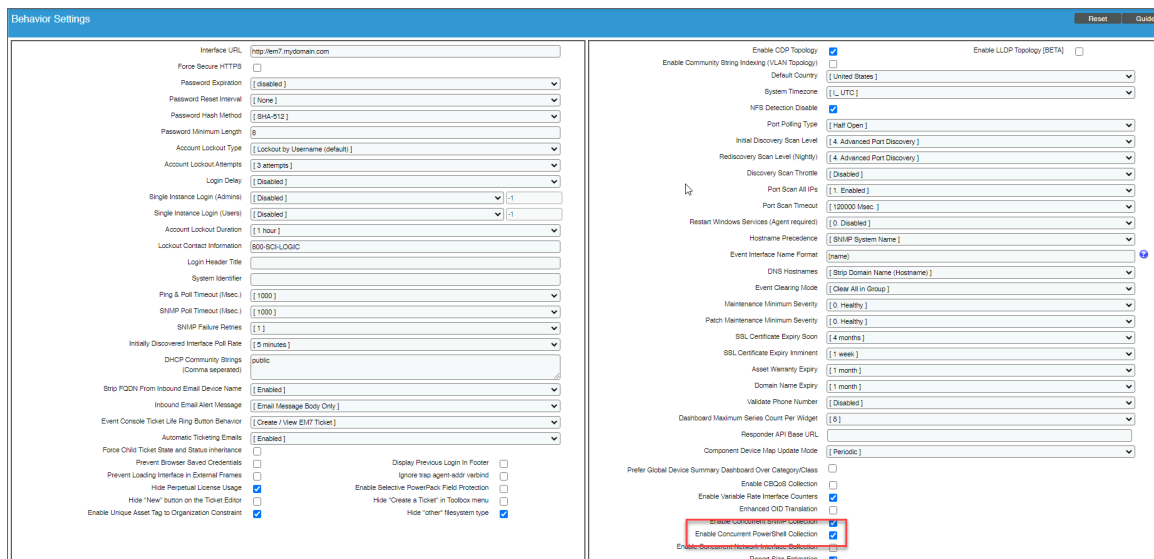 Behavior Settings
Reset
Guide
Interface URL http://em7.mydomain.com
Force Secure HTTPS
Password Expiration [ disabled ]
Password Reset Interval [ None ]
Password Hash Method [ SHA-512 ]
Password Minimum Length 8
Account Lockout Type [ Lockout by Username (default) ]
Account Lockout Attempts [ 3 attempts ]
Login Delay [ Disabled ]
Single Instance Login (Admins) [ Disabled ] -1
Single Instance Login (Users) [ Disabled ] -1
Account Lockout Duration [ 1 hour ]
Lockout Contact Information 800-SCI-LOGIC
Login Header Title
System Identifier
Ping & Poll Timeout (Msec.) [ 1000 ]
SNMP Poll Timeout (Msec.) [ 1000 ]
SNMP Failure Retries [ 1 ]
Initially Discovered Interface Poll Rate [ 5 minutes ]
DHCP Community Strings public
(Comma seperated)
Strip FQDN From Inbound Email Device Name [ Enabled ]
Inbound Email Alert Message [ Email Message Body Only ]
Event Console Ticket Life Ring Button Behavior [ Create / View EM7 Ticket ]
Automatic Ticketing Emails [ Enabled ]
Force Child Ticket State and Status inheritance
Prevent Browser Saved Credentials Display Previous Login In Footer
Prevent Loading Interface in External Frames Ignore trap agent-addr varbind
Hide Perpetual License Usage Enable Selective PowerPack Field Protection
Hide "New" button on the Ticket Editor Hide "Create a Ticket" in Toolbox menu
Enable Unique Asset Tag to Organization Constraint Hide "other" filesystem type
Enable CDP Topology Enable LLDP Topology [BETA]
Enable Community String Indexing (VLAN Topology)
Default Country [ United States ]
System Timezone [ |_ UTC ]
NFS Detection Disable
Port Polling Type [ Half Open ]
Initial Discovery Scan Level [ 4. Advanced Port Discovery ]
Rediscovery Scan Level (Nightly) [ 4. Advanced Port Discovery ]
Discovery Scan Throttle [ Disabled ]
Port Scan All IPs [ 1. Enabled ]
Port Scan Timeout [ 120000 Msec. ]
Restart Windows Services (Agent required) [ 0. Disabled ]
Hostname Precedence [ SNMP System Name ]
Event Interface Name Format {name} ?
DNS Hostnames [ Strip Domain Name (Hostname) ]
Event Clearing Mode [ Clear All in Group ]
Maintenance Minimum Severity [ 0. Healthy ]
Patch Maintenance Minimum Severity [ 0. Healthy ]
SSL Certificate Expiry Soon [ 4 months ]
SSL Certificate Expiry Imminent [ 1 week ]
Asset Warranty Expiry [ 1 month ]
Domain Name Expiry [ 1 month ]
Validate Phone Number [ Disabled ]
Dashboard Maximum Series Count Per Widget [ 8 ]
Responder API Base URL
Component Device Map Update Mode [ Periodic ]
Prefer Global Device Summary Dashboard Over Category/Class
Enable CBQoS Collection
Enable Variable Rate Interface Counters
Enhanced OID Translation
Enable Concurrent SNMP Collection
Enable Concurrent PowerShell Collection
Enable Concurrent Network Interface Collection
Report Size Estimation